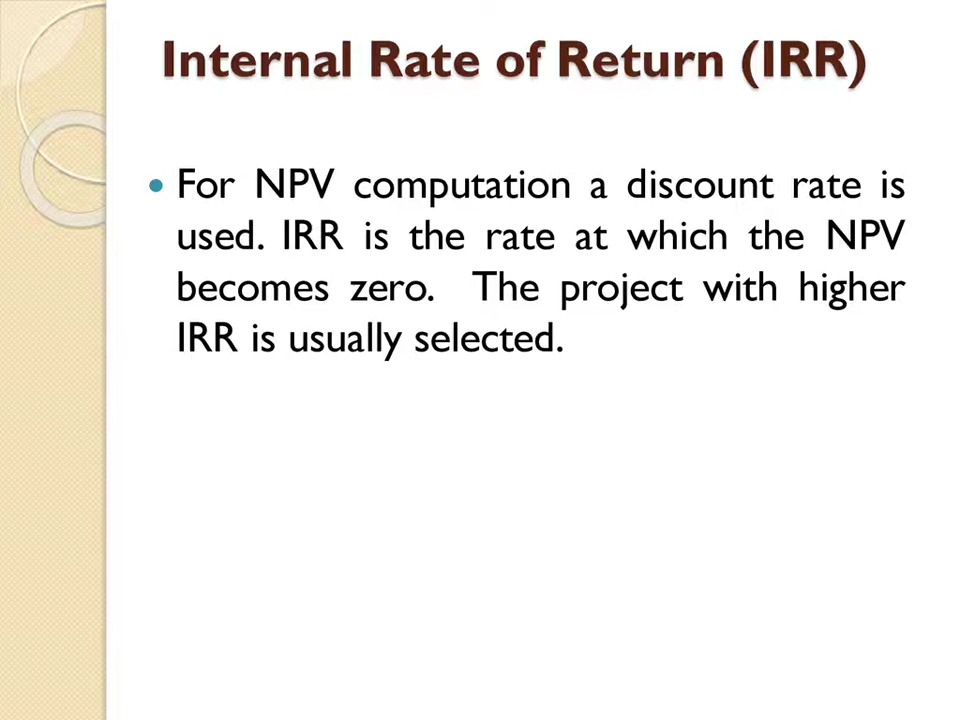 Internal Rate of Return (IRR)
• For NPV computation a discount rate is
used. IRR is the rate at which the NPV
becomes zero. The project with higher
IRR is usually selected.